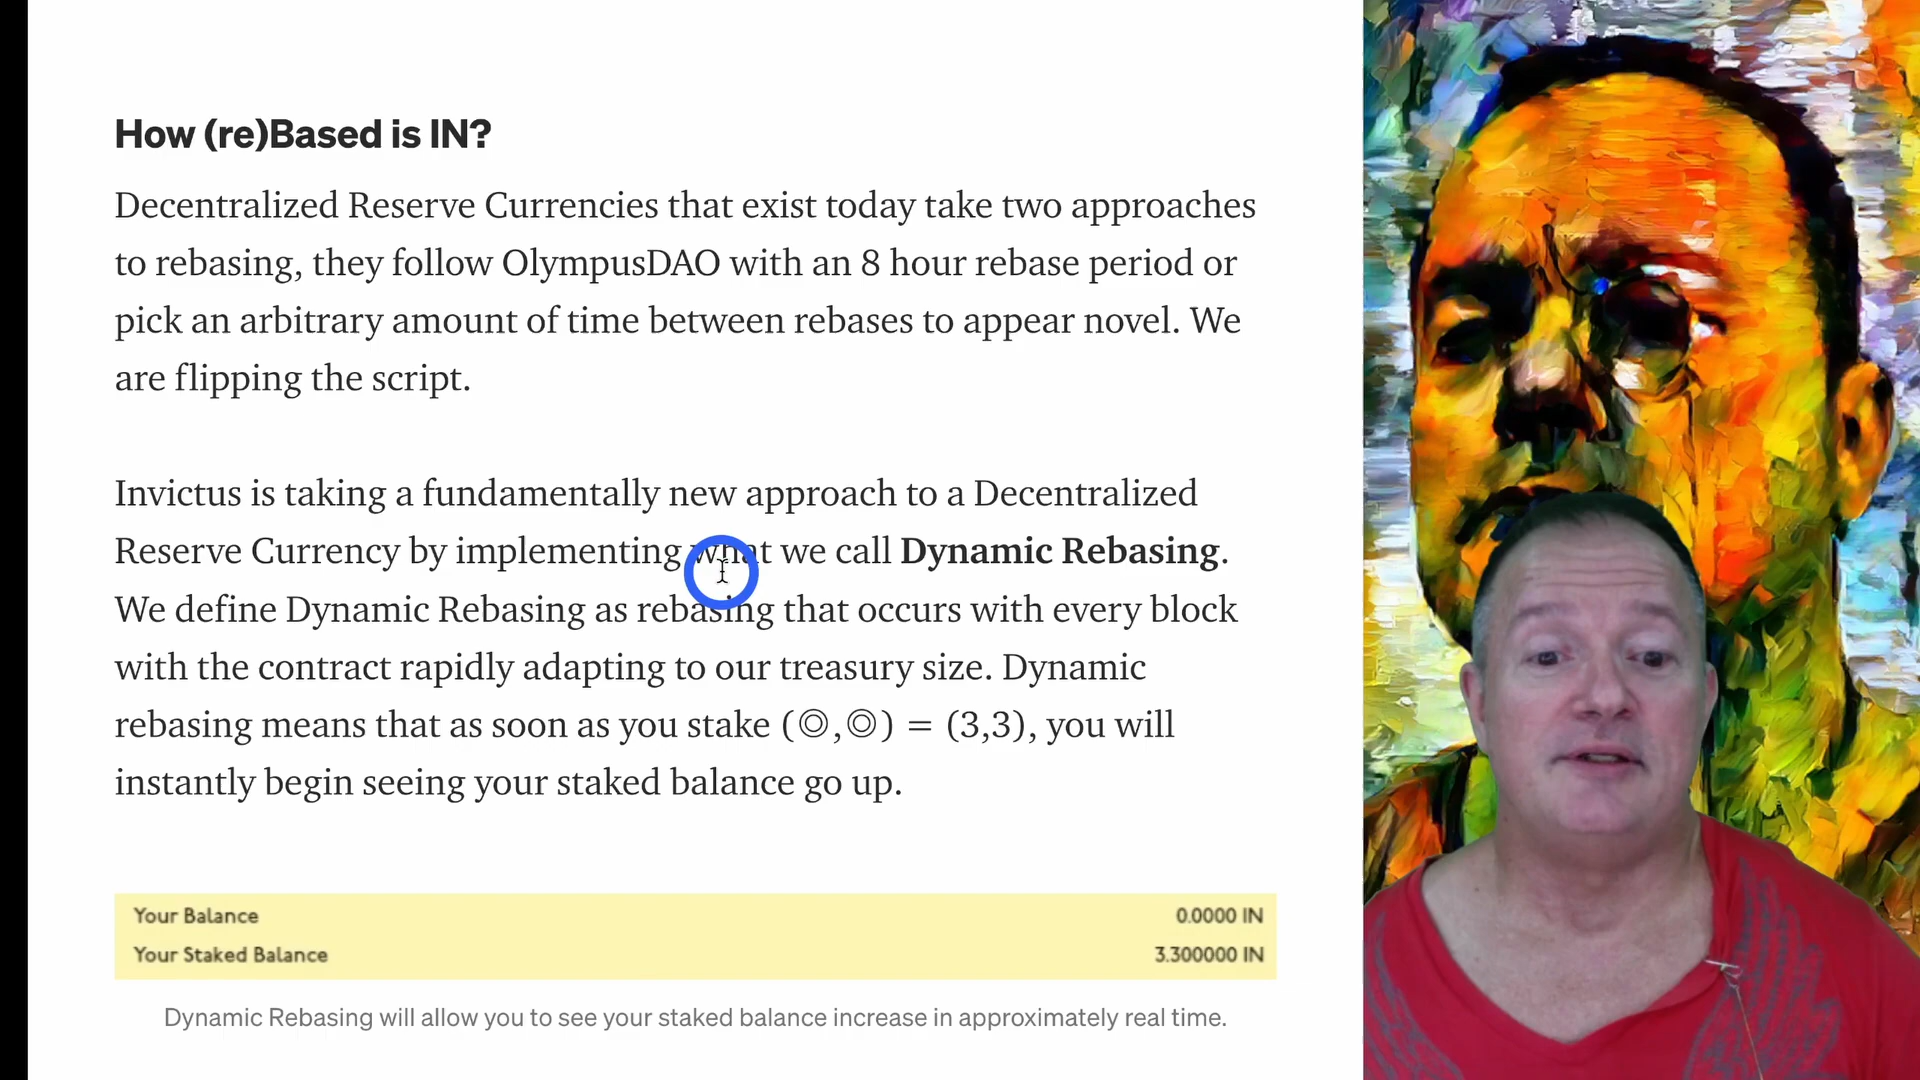 How (re)Based is IN?
Decentralized Reserve Currencies that exist today take two approaches
to rebasing, they follow OlympusDAO with an 8 hour rebase period or
pick an arbitrary amount of time between rebases to appear novel. We
are flipping the script.
Invictus is taking a fundamentally new approach to a Decentralized
Reserve Currency by implementing what we call Dynamic Rebasing.
We define Dynamic Rebasing as rebasing that occurs with every block
with the contract rapidly adapting to our treasury size. Dynamic
rebasing means that as soon as you stake (◎,◎) = (3,3), you will
instantly begin seeing your staked balance go up.
Your Balance 0.0000 IN
Your Staked Balance 3.300000 IN
Dynamic Rebasing will allow you to see your staked balance increase in approximately real time.